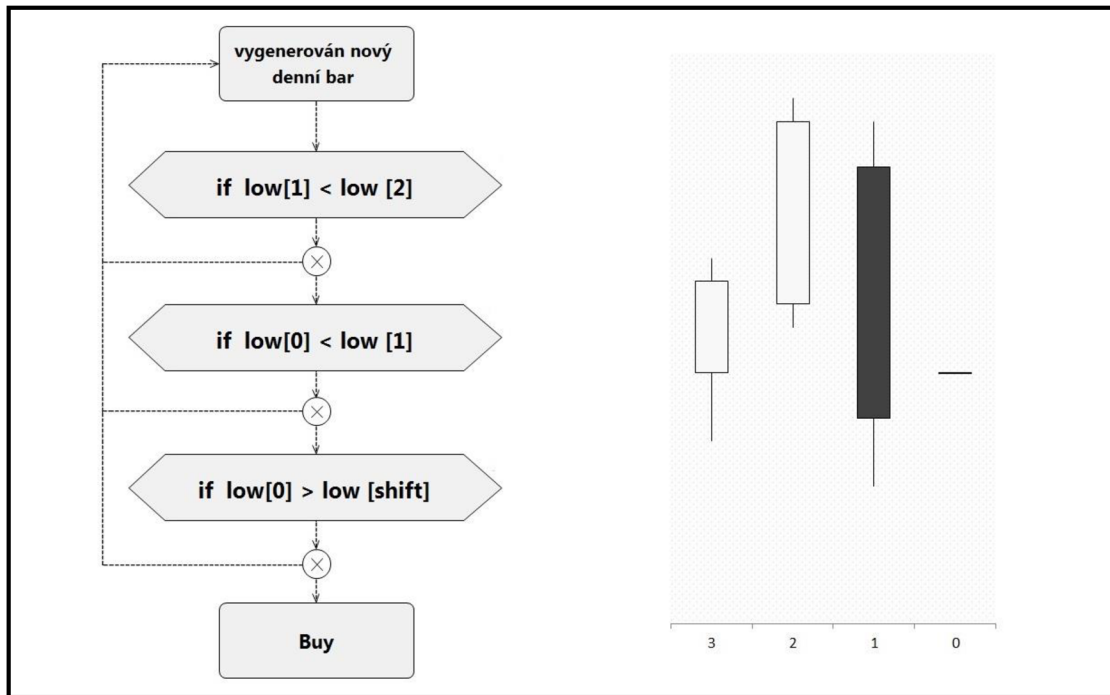 vygenerován nový
denní bar
if low[1] < low [2]
if low[0] < low [1]
if low[0] > low [shift]
Buy
3 2 1 0